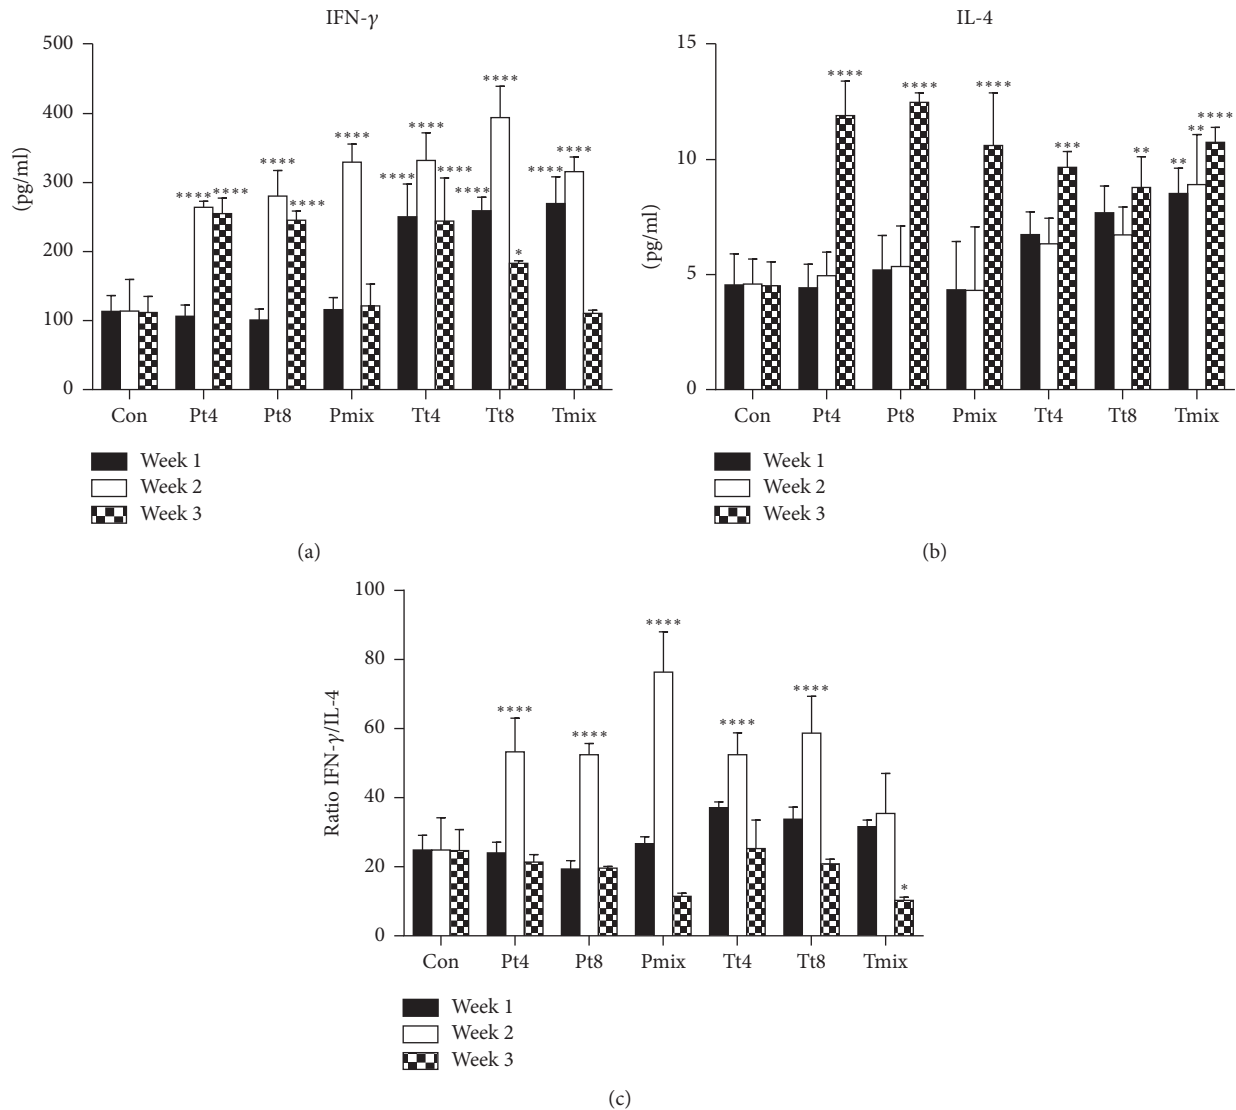 IFN-γ
500
400
300
200
100
0
(pg/ml)
****
****
****
****
****
****
****
****
****
****
****
*
****
****
Con Pt4 Pt8 Pmix Tt4 Tt8 Tmix
Week 1
Week 2
Week 3
(a)
IL-4
15
10
5
0
(pg/ml)
****
****
****
***
**
**
**
****
Con Pt4 Pt8 Pmix Tt4 Tt8 Tmix
Week 1
Week 2
Week 3
(b)
100
80
60
40
20
0
Ratio IFN-γ/IL-4
****
****
****
****
****
*
Con Pt4 Pt8 Pmix Tt4 Tt8 Tmix
Week 1
Week 2
Week 3
(c)